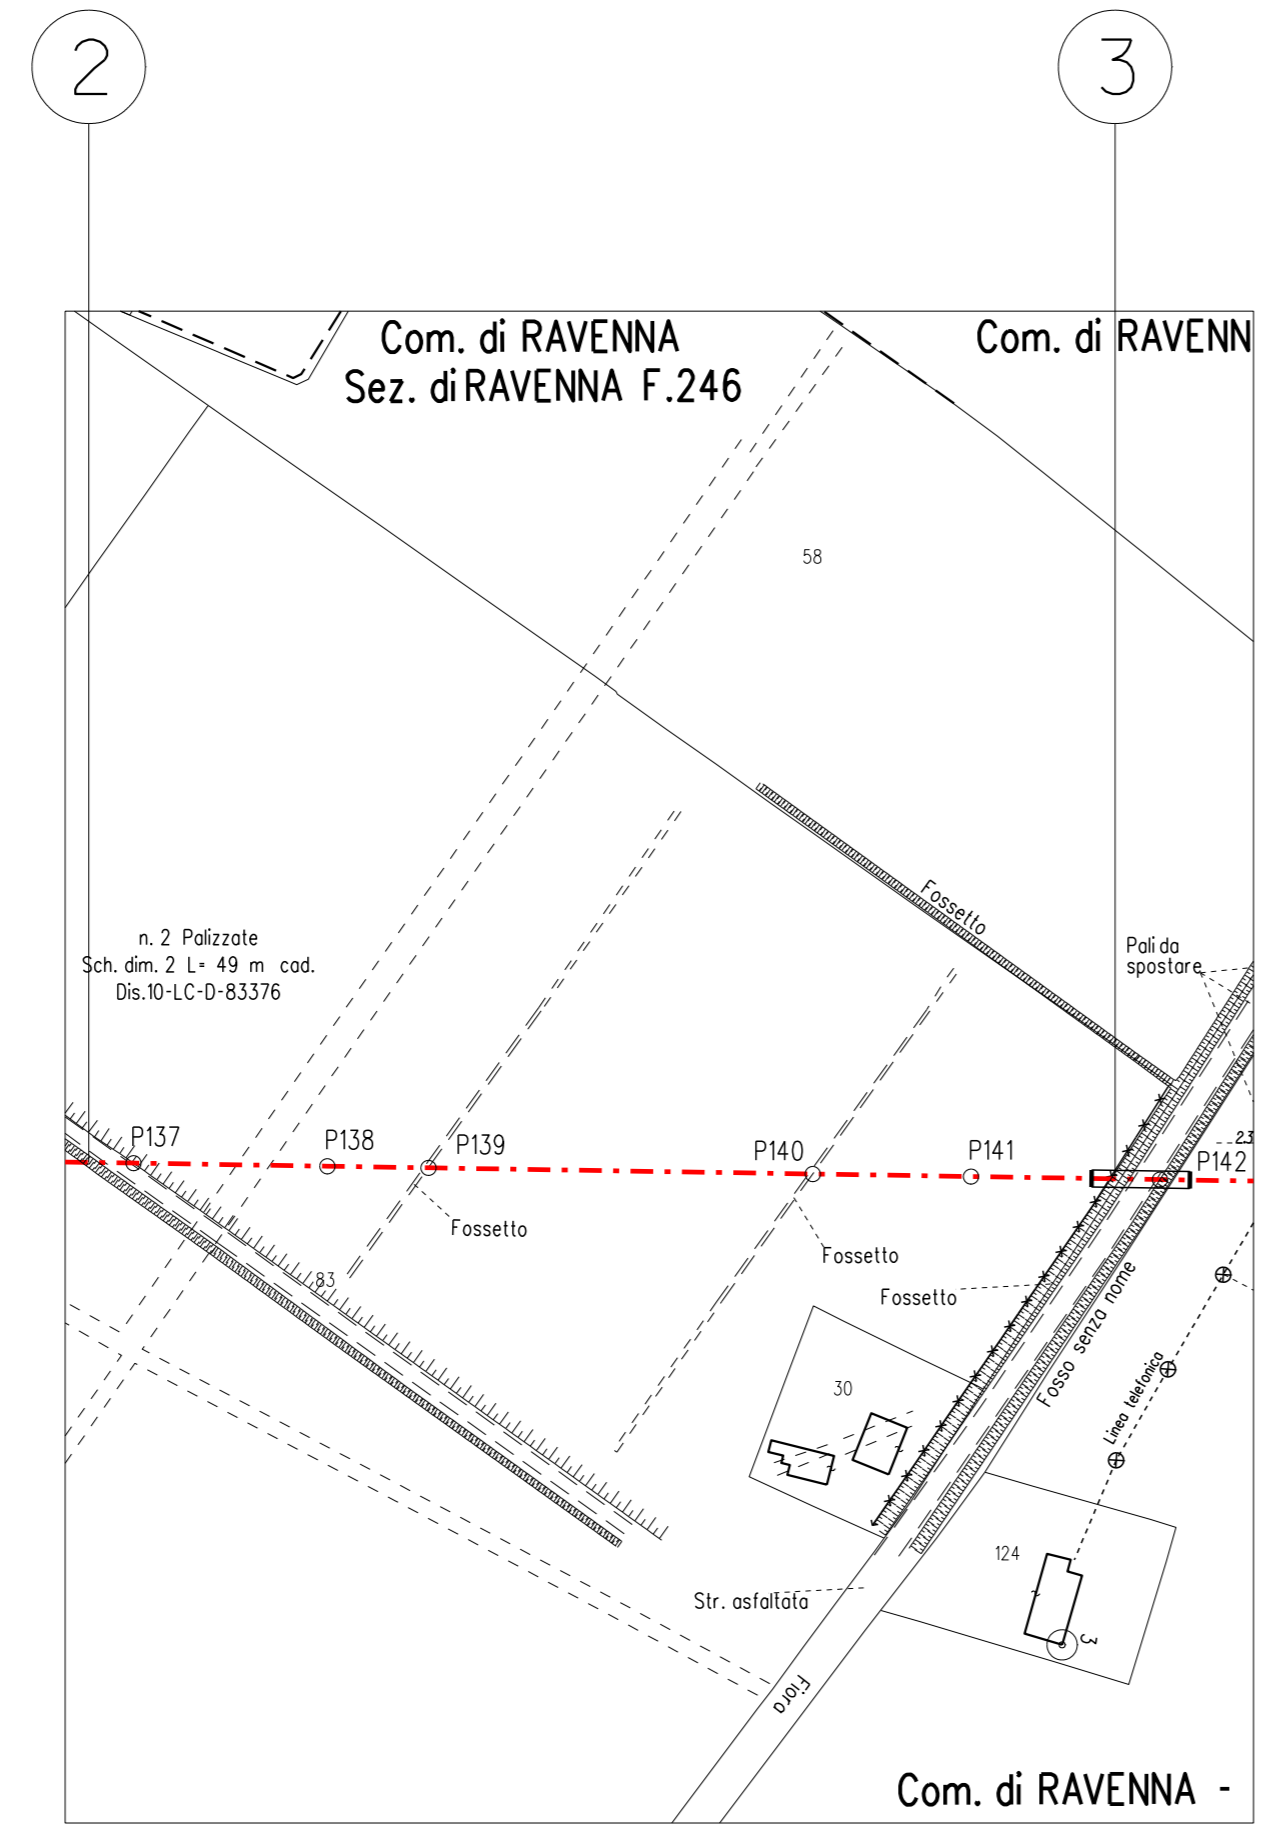 2
3
Com. di RAVENNA
Sez. di RAVENNA F.246
Com. di RAVENN
58
Fossetto
n. 2 Palizzate
Sch. dim. 2 L= 49 m cad.
Dis.10-LC-D-83376
Pali da
spostare
P137
P138
P139
P140
P141
P142
23
Fossetto
Fossetto
Fossetto
83
Fosso senza nome
Linea telefonica
30
124
3
Str. asfaltata
Fiora
Com. di RAVENNA -